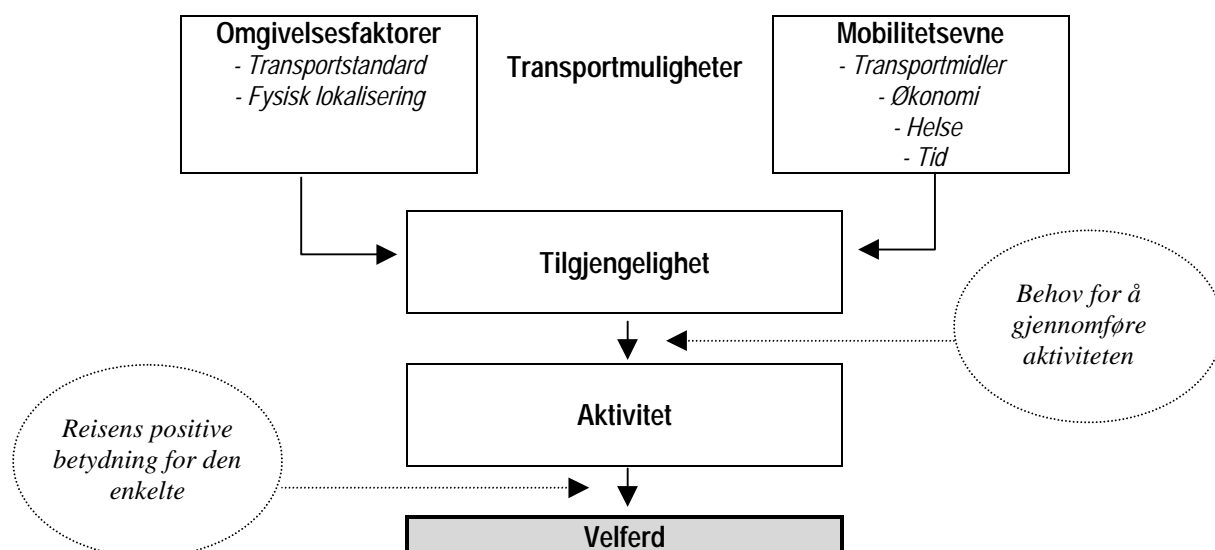 Omgivelsesfaktorer
- Transportstandard
- Fysisk lokalisering
Transportmuligheter
Mobilitetsevne
- Transportmidler
- Økonomi
- Helse
- Tid
Tilgjengelighet
Behov for å
gjennomføre
aktiviteten
Aktivitet
Reisens positive
betydning for den
enkelte
Velferd